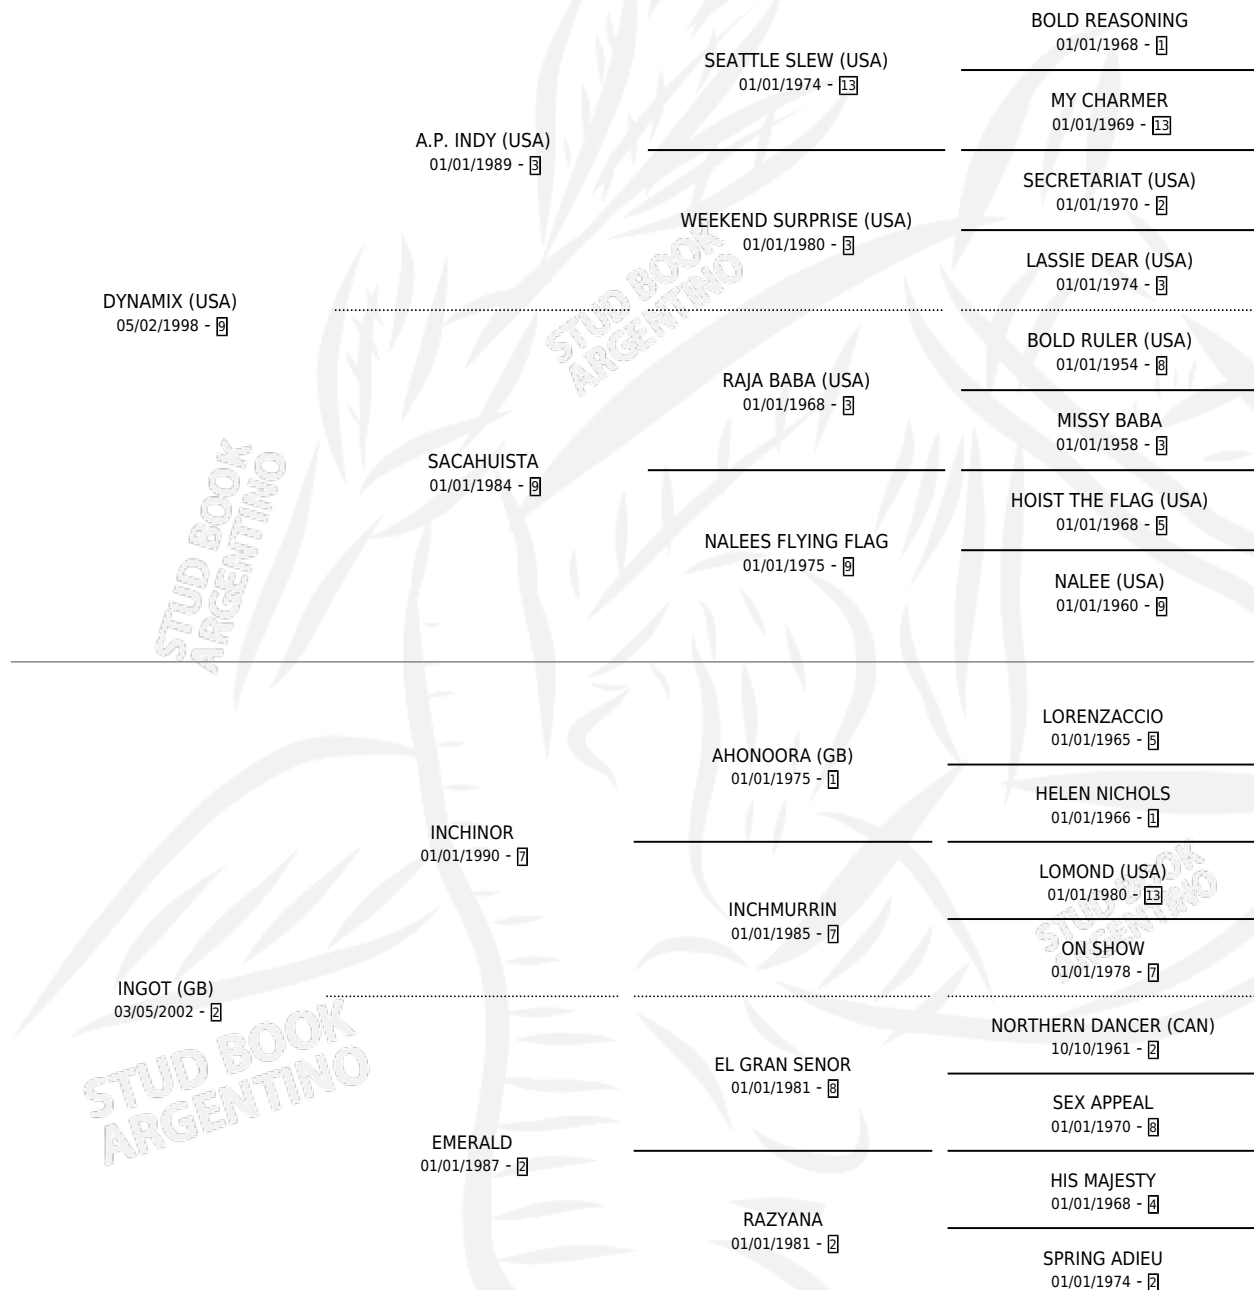 BOLD REASONING
01/01/1968 - 1
SEATTLE SLEW (USA)
01/01/1974 - 13
MY CHARMER
01/01/1969 - 13
A.P. INDY (USA)
01/01/1989 - 3
SECRETARIAT (USA)
01/01/1970 - 2
WEEKEND SURPRISE (USA)
01/01/1980 - 3
LASSIE DEAR (USA)
01/01/1974 - 3
DYNAMIX (USA)
05/02/1998 - 9
BOLD RULER (USA)
01/01/1954 - 8
RAJA BABA (USA)
01/01/1968 - 3
MISSY BABA
01/01/1958 - 3
SACAHUISTA
01/01/1984 - 9
HOIST THE FLAG (USA)
01/01/1968 - 5
NALEES FLYING FLAG
01/01/1975 - 9
NALEE (USA)
01/01/1960 - 9
LORENZACCIO
01/01/1965 - 5
AHONOORA (GB)
01/01/1975 - 1
HELEN NICHOLS
01/01/1966 - 1
INCHINOR
01/01/1990 - 7
LOMOND (USA)
01/01/1980 - 13
INCHMURRIN
01/01/1985 - 7
ON SHOW
01/01/1978 - 7
INGOT (GB)
03/05/2002 - 2
NORTHERN DANCER (CAN)
10/10/1961 - 2
EL GRAN SENOR
01/01/1981 - 8
SEX APPEAL
01/01/1970 - 8
EMERALD
01/01/1987 - 2
HIS MAJESTY
01/01/1968 - 4
RAZYANA
01/01/1981 - 2
SPRING ADIEU
01/01/1974 - 2
STUD BOOK
ARGENTINO
STUD BOOK
ARGENTINO
STUD BOOK
ARGENTINO
STUD BOOK
ARGENTINO